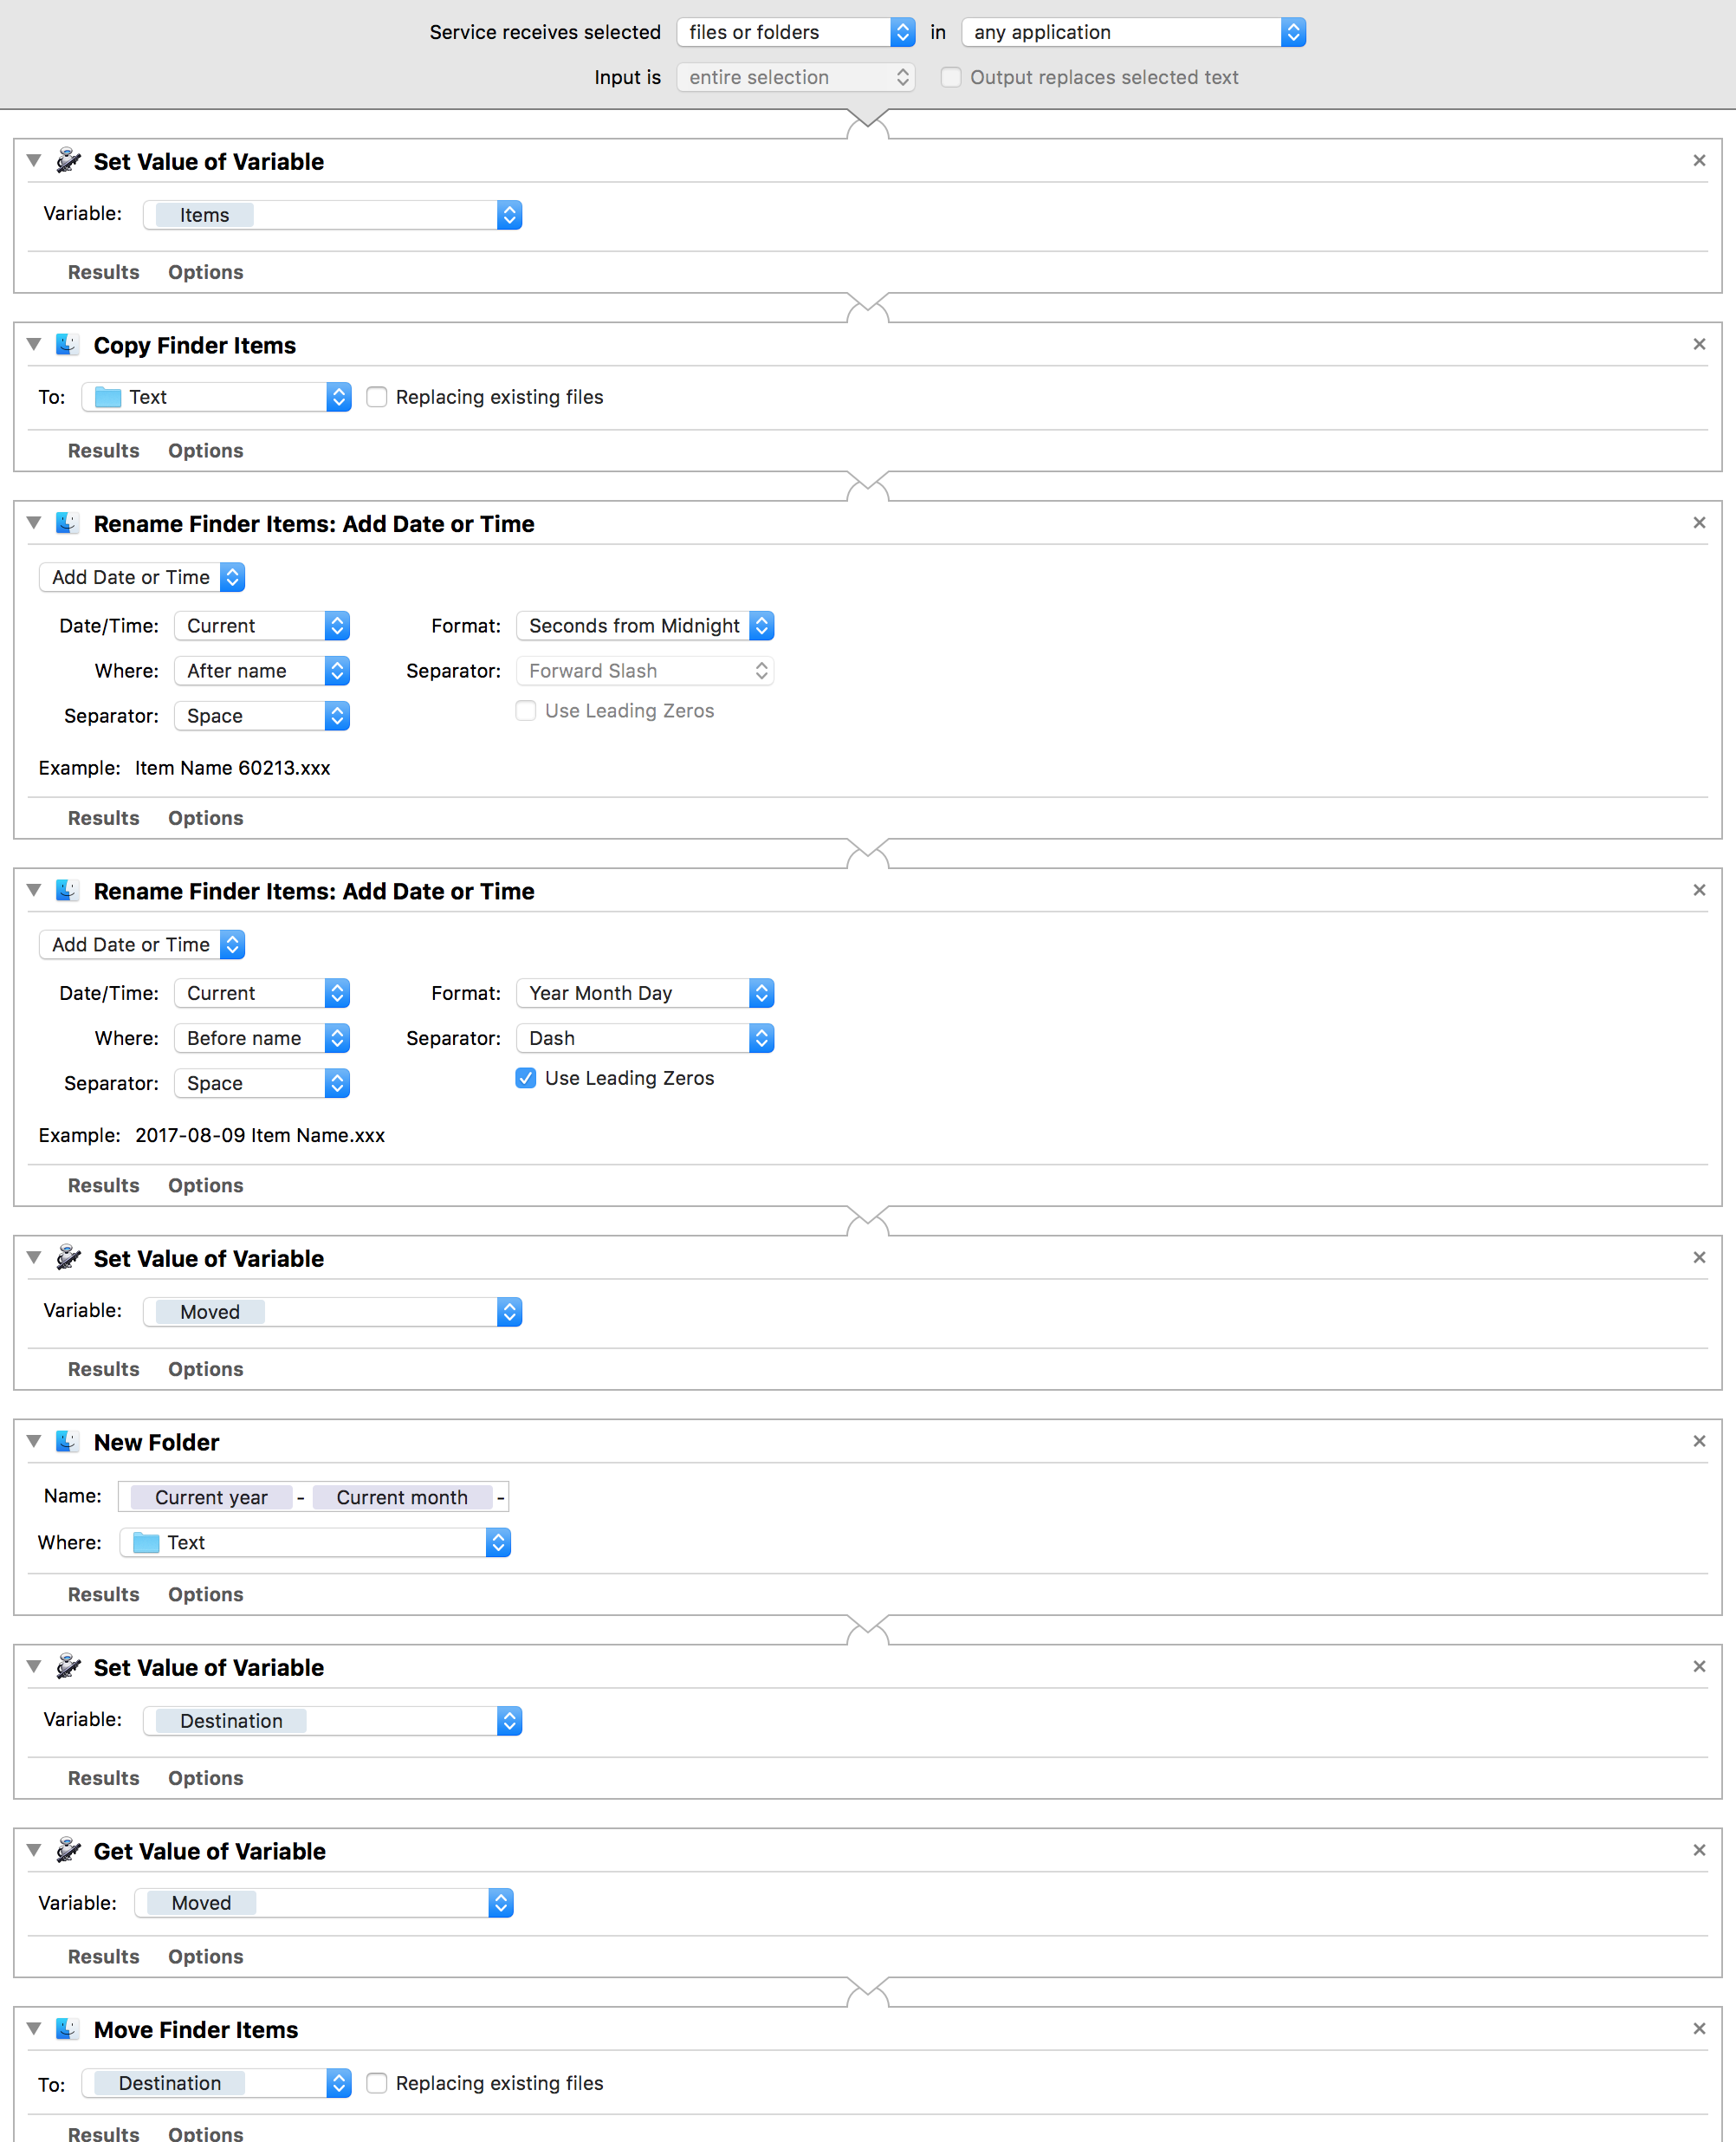 Service receives selected files or folders in any application
Input is entire selection Output replaces selected text
Set Value of Variable
Variable: Items
Results Options
Copy Finder Items
To: Text Replacing existing files
Results Options
Rename Finder Items: Add Date or Time
Add Date or Time
Date/Time: Current Format: Seconds from Midnight
Where: After name Separator: Forward Slash
Separator: Space Use Leading Zeros
Example: Item Name 60213.xxx
Results Options
Rename Finder Items: Add Date or Time
Add Date or Time
Date/Time: Current Format: Year Month Day
Where: Before name Separator: Dash
Separator: Space Use Leading Zeros
Example: 2017-08-09 Item Name.xxx
Results Options
Set Value of Variable
Variable: Moved
Results Options
New Folder
Name: Current year - Current month -
Where: Text
Results Options
Set Value of Variable
Variable: Destination
Results Options
Get Value of Variable
Variable: Moved
Results Options
Move Finder Items
To: Destination Replacing existing files
Results Options